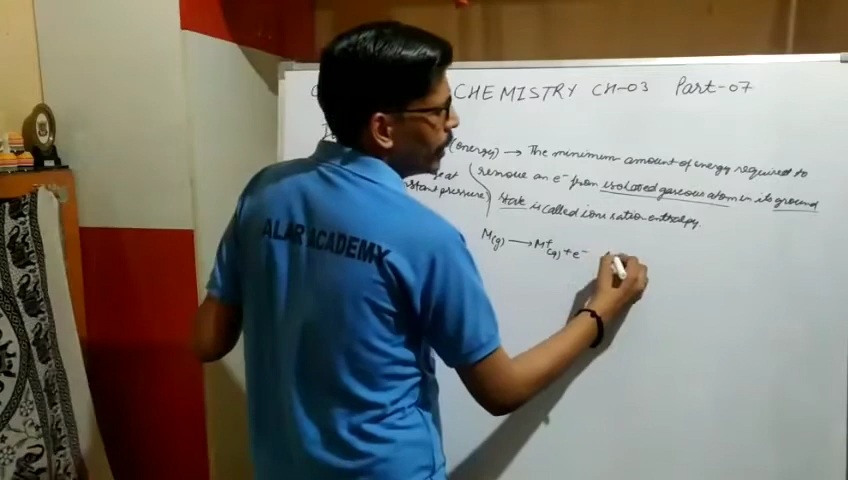 CHEMISTRY CH-03 Part-07
(energy) → The minimum amount of energy required to
at remove an e⁻ from isolated gaseous atom in its ground
pressure State is called ionisation enthalpy.
M(g) → M⁺(g) + e⁻
ALAR ACADEMY